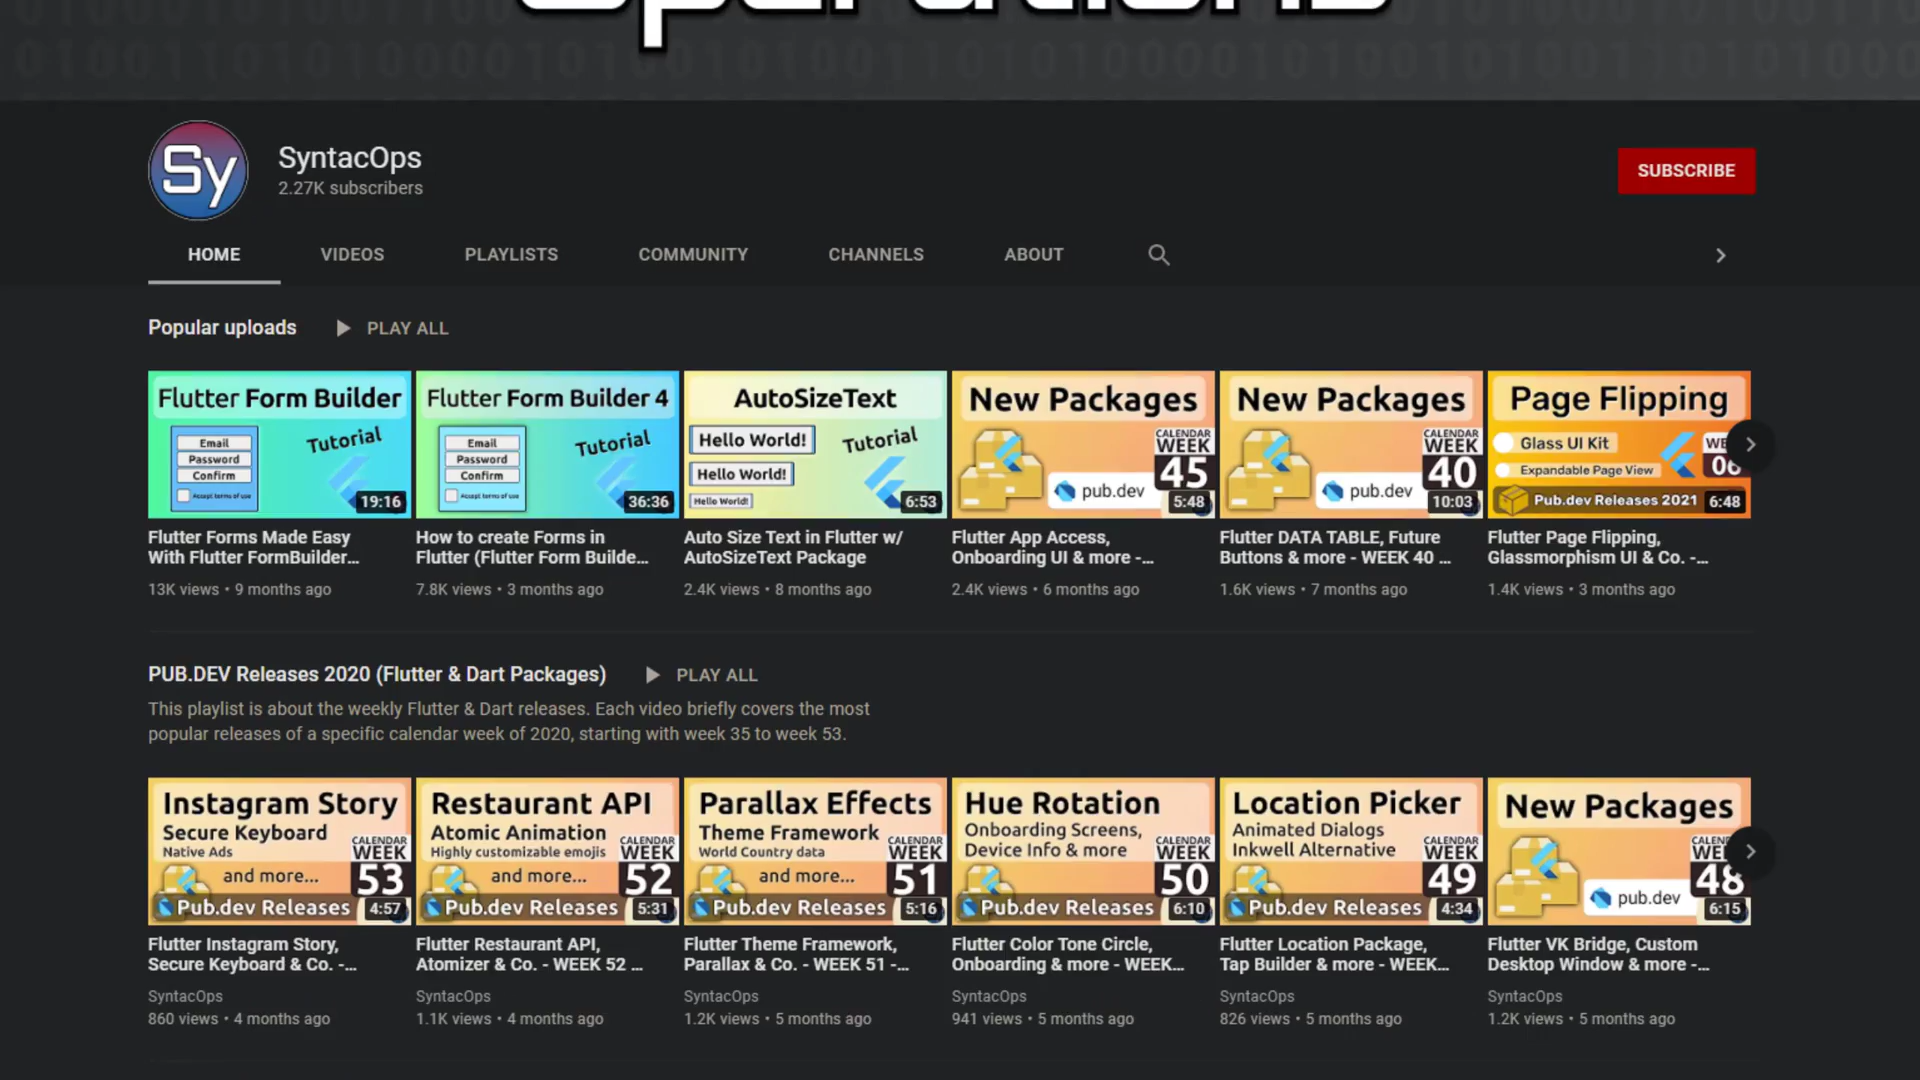 Operations
SyntacOps
2.27K subscribers
SUBSCRIBE
HOME VIDEOS PLAYLISTS COMMUNITY CHANNELS ABOUT
Popular uploads PLAY ALL
Flutter Form Builder
Email
Password
Confirm
Accept terms of use
Tutorial
19:16
Flutter Forms Made Easy
With Flutter FormBuilder...
13K views • 9 months ago
Flutter Form Builder 4
Email
Password
Confirm
Accept terms of use
Tutorial
36:36
How to create Forms in
Flutter (Flutter Form Builde...
7.8K views • 3 months ago
AutoSizeText
Hello World!
Hello World!
Hello World!
Tutorial
6:53
Auto Size Text in Flutter w/
AutoSizeText Package
2.4K views • 8 months ago
New Packages
CALENDAR
WEEK
45
pub.dev
5:48
Flutter App Access,
Onboarding UI & more -...
2.4K views • 6 months ago
New Packages
CALENDAR
WEEK
40
pub.dev
10:03
Flutter DATA TABLE, Future
Buttons & more - WEEK 40 ...
1.6K views • 7 months ago
Page Flipping
Glass UI Kit
Expandable Page View
WE
06
Pub.dev Releases 2021
6:48
Flutter Page Flipping,
Glassmorphism UI & Co. -...
1.4K views • 3 months ago
PUB.DEV Releases 2020 (Flutter & Dart Packages) PLAY ALL
This playlist is about the weekly Flutter & Dart releases. Each video briefly covers the most
popular releases of a specific calendar week of 2020, starting with week 35 to week 53.
Instagram Story
Secure Keyboard
Native Ads
and more...
CALENDAR
WEEK
53
Pub.dev Releases
4:57
Flutter Instagram Story,
Secure Keyboard & Co. -...
SyntacOps
860 views • 4 months ago
Restaurant API
Atomic Animation
Highly customizable emojis
and more...
CALENDAR
WEEK
52
Pub.dev Releases
5:31
Flutter Restaurant API,
Atomizer & Co. - WEEK 52 ...
SyntacOps
1.1K views • 4 months ago
Parallax Effects
Theme Framework
World Country data
and more...
CALENDAR
WEEK
51
Pub.dev Releases
5:16
Flutter Theme Framework,
Parallax & Co. - WEEK 51 -...
SyntacOps
1.2K views • 5 months ago
Hue Rotation
Onboarding Screens,
Device Info & more
CALENDAR
WEEK
50
Pub.dev Releases
6:10
Flutter Color Tone Circle,
Onboarding & more - WEEK...
SyntacOps
941 views • 5 months ago
Location Picker
Animated Dialogs
Inkwell Alternative
CALENDAR
WEEK
49
Pub.dev Releases
4:34
Flutter Location Package,
Tap Builder & more - WEEK...
SyntacOps
826 views • 5 months ago
New Packages
CALE
WEE
48
pub.dev
6:15
Flutter VK Bridge, Custom
Desktop Window & more -...
SyntacOps
1.2K views • 5 months ago